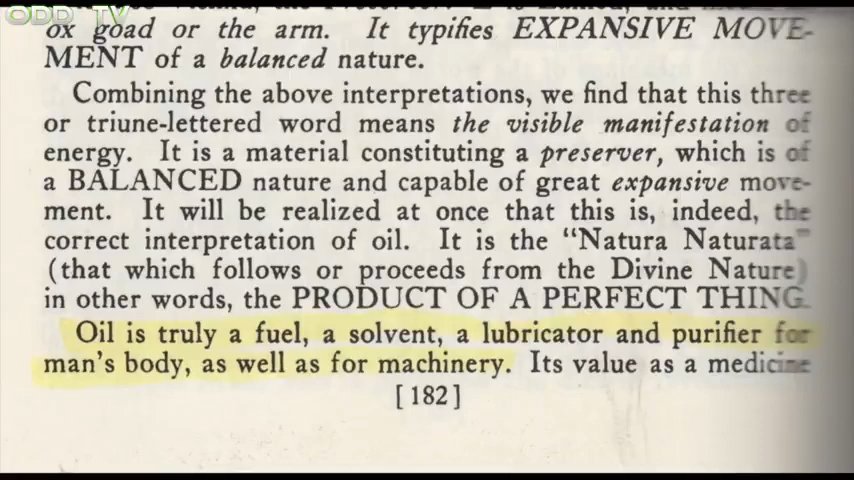 ODD TV
ox goad or the arm. It typifies EXPANSIVE MOVE-
MENT of a balanced nature.
Combining the above interpretations, we find that this three
or triune-lettered word means the visible manifestation of
energy. It is a material constituting a preserver, which is of
a BALANCED nature and capable of great expansive move-
ment. It will be realized at once that this is, indeed, the
correct interpretation of oil. It is the “Natura Naturata”
(that which follows or proceeds from the Divine Nature)
in other words, the PRODUCT OF A PERFECT THING.
Oil is truly a fuel, a solvent, a lubricator and purifier for
man's body, as well as for machinery. Its value as a medicine
[182]